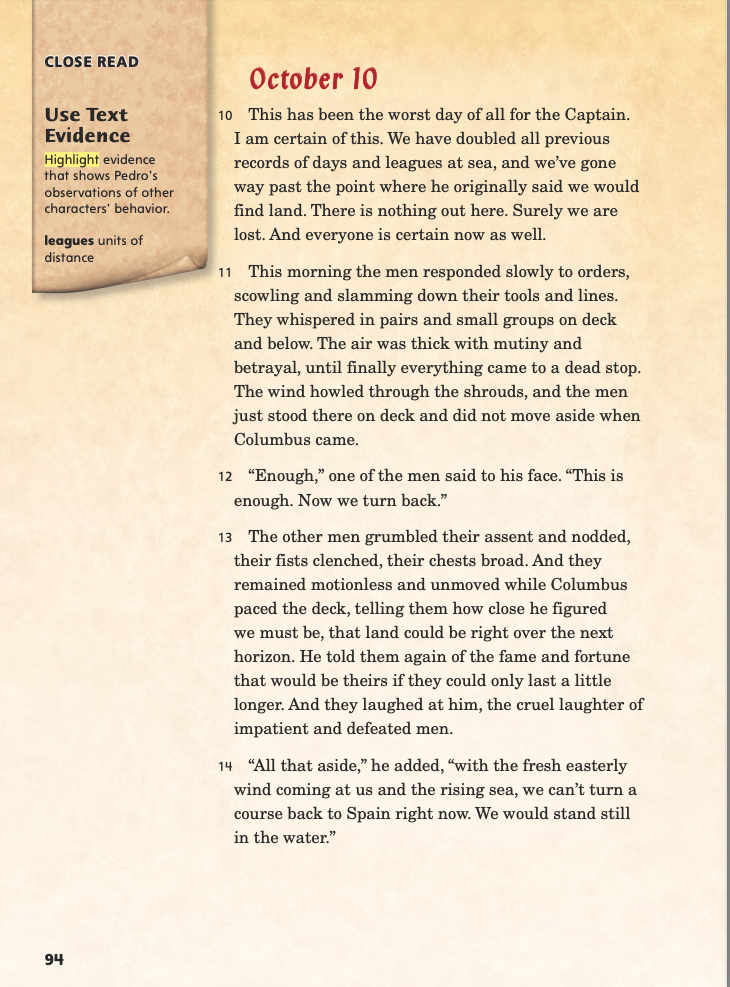 CLOSE READ
Use Text
Evidence
Highlight evidence
that shows Pedro’s
observations of other
characters’ behavior.
leagues units of
distance
October 10
10 This has been the worst day of all for the Captain.
I am certain of this. We have doubled all previous
records of days and leagues at sea, and we’ve gone
way past the point where he originally said we would
find land. There is nothing out here. Surely we are
lost. And everyone is certain now as well.
11 This morning the men responded slowly to orders,
scowling and slamming down their tools and lines.
They whispered in pairs and small groups on deck
and below. The air was thick with mutiny and
betrayal, until finally everything came to a dead stop.
The wind howled through the shrouds, and the men
just stood there on deck and did not move aside when
Columbus came.
12 “Enough,” one of the men said to his face. “This is
enough. Now we turn back.”
13 The other men grumbled their assent and nodded,
their fists clenched, their chests broad. And they
remained motionless and unmoved while Columbus
paced the deck, telling them how close he figured
we must be, that land could be right over the next
horizon. He told them again of the fame and fortune
that would be theirs if they could only last a little
longer. And they laughed at him, the cruel laughter of
impatient and defeated men.
14 “All that aside,” he added, “with the fresh easterly
wind coming at us and the rising sea, we can’t turn a
course back to Spain right now. We would stand still
in the water.”
94